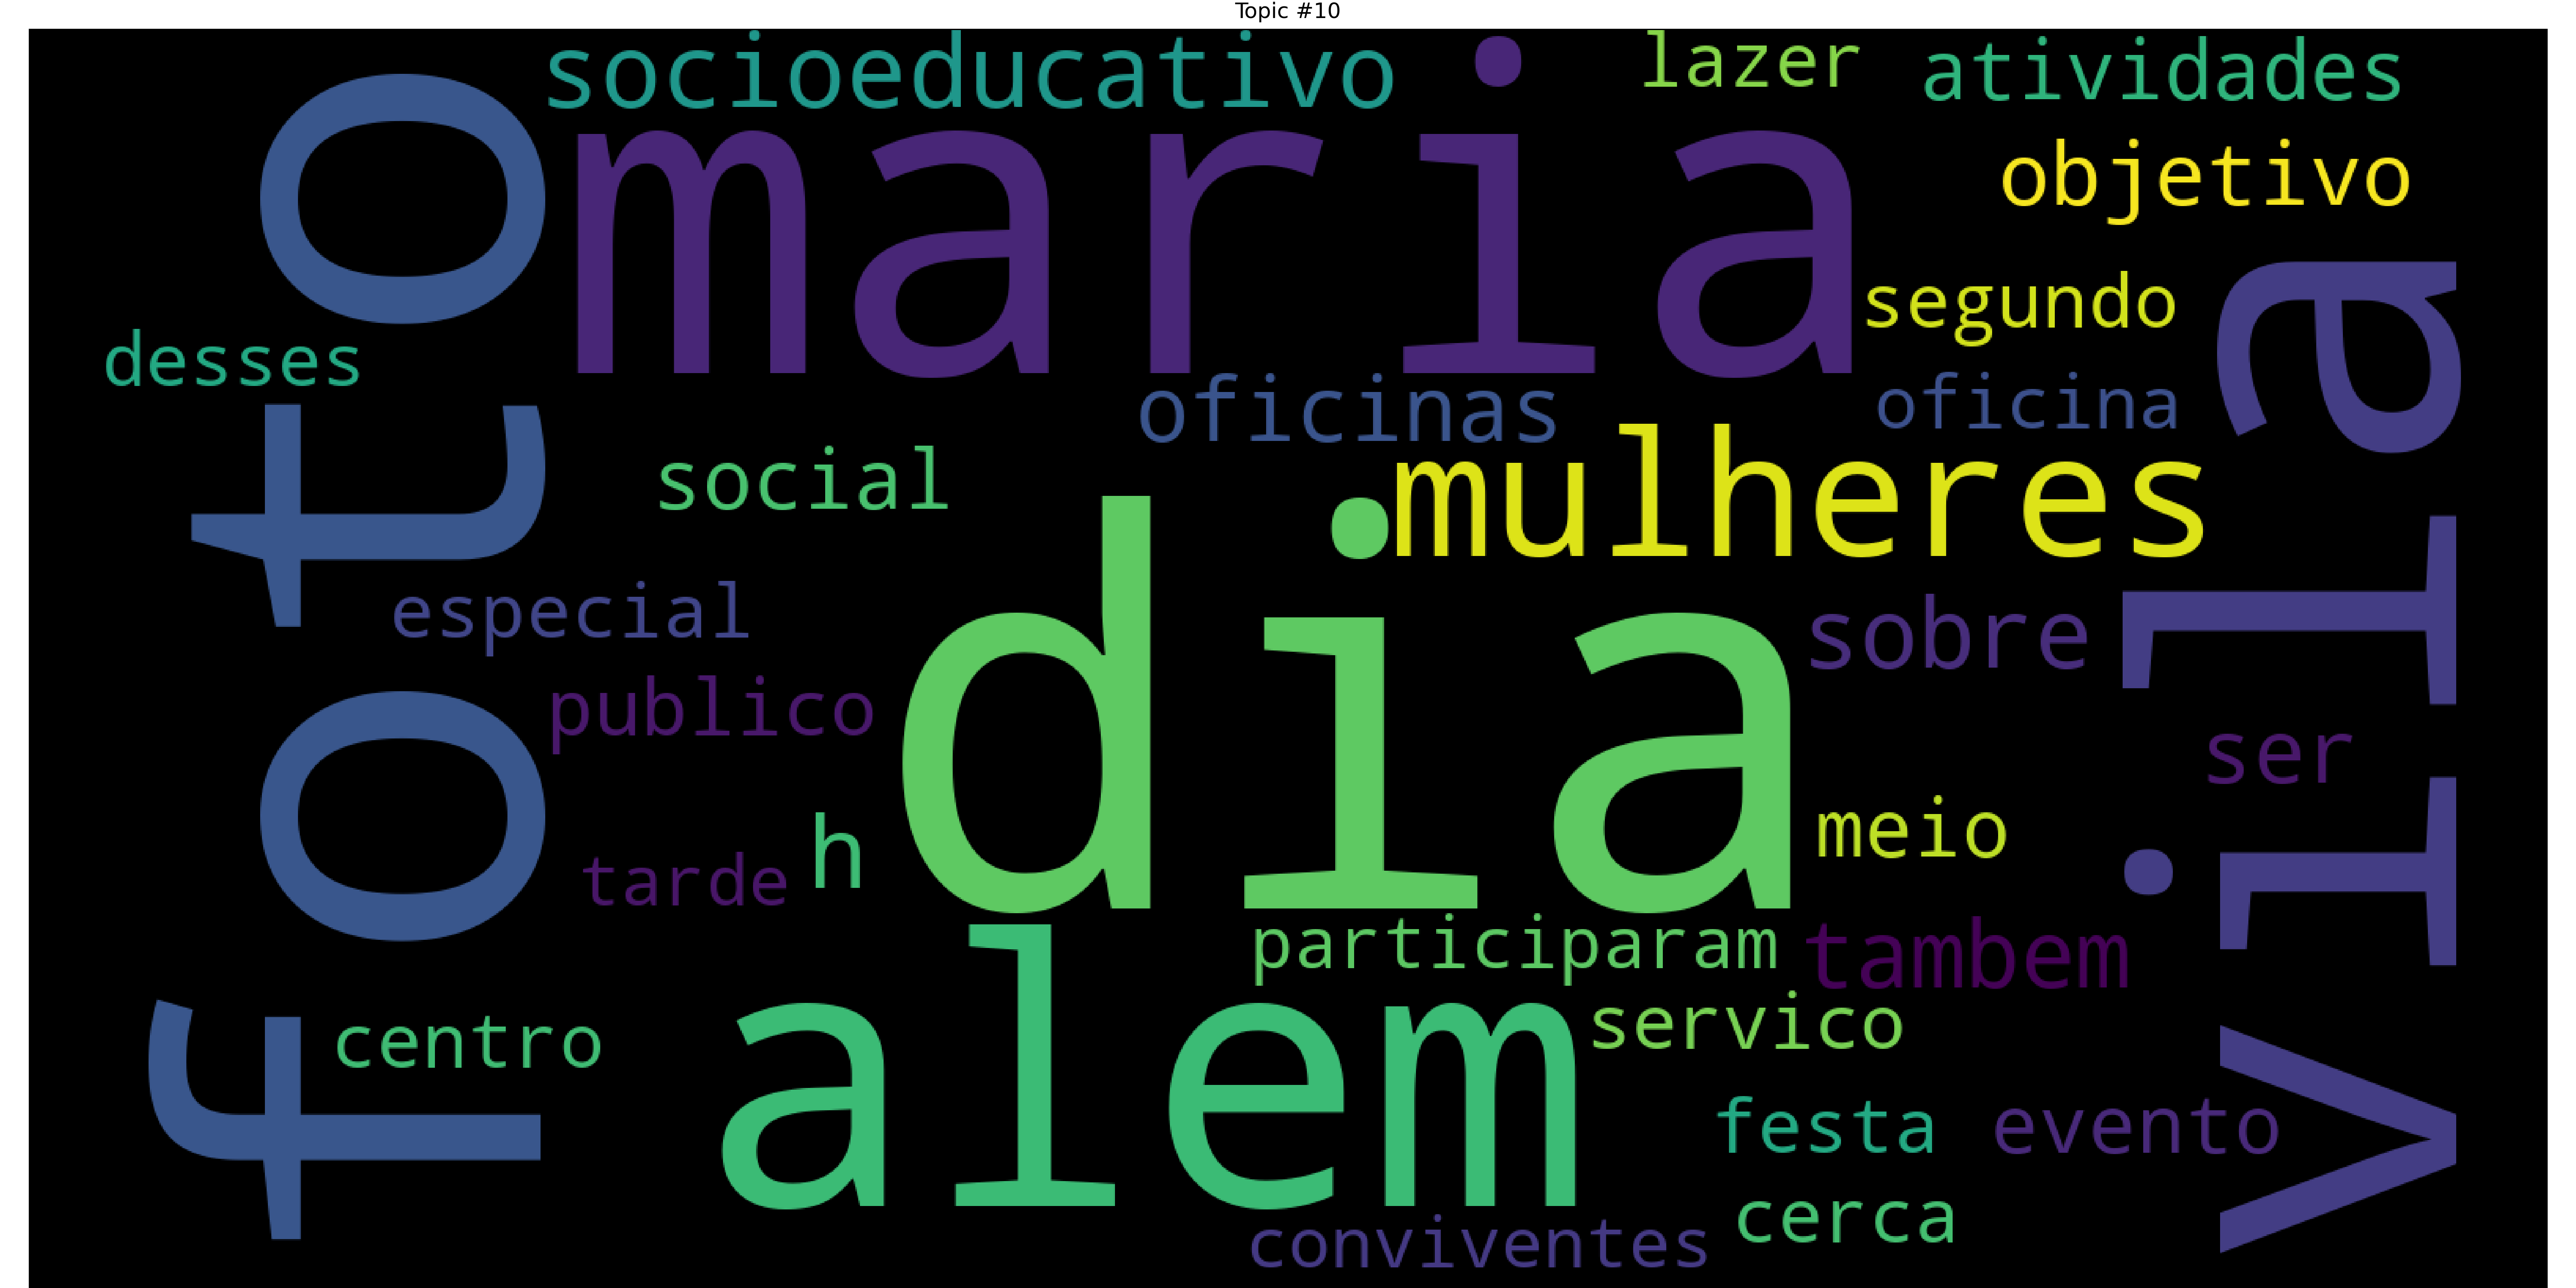 Topic #10
socioeducativo
lazer
atividades
maria
objetivo
foto
vila
segundo
desses
oficinas
oficina
social
mulheres
dia
especial
sobre
publico
ser
h
meio
tarde
participaram
tambem
alem
centro
servico
festa
evento
cerca
conviventes